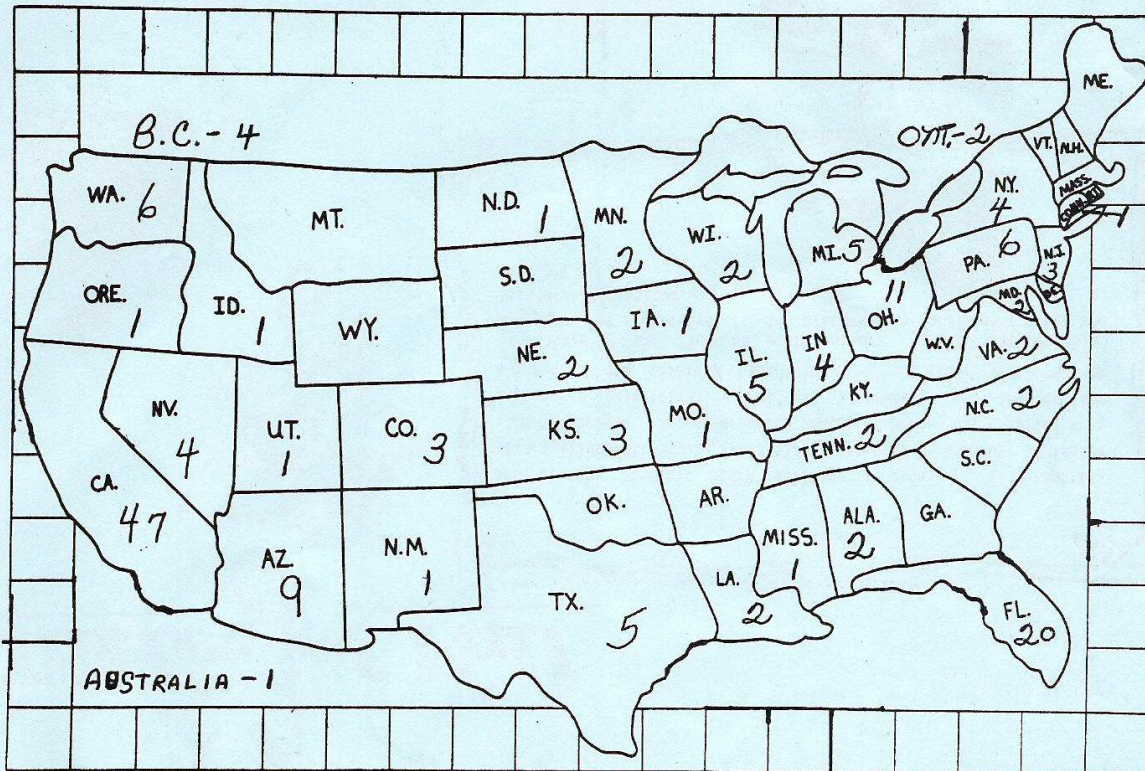 ME.
B.C.-4
ONT.-2
VT.
N.H.
WA. 6
MT.
N.D. 1
MN. 2
WI. 2
MI. 5
N.Y. 4
MASS.
CONN.
PA. 6
N.J. 3
ORE. 1
ID. 1
S.D.
WY.
IA. 1
NE. 2
IL. 5
IN 4
OH. 11
MD. 2
DE.
W.V.
VA. 2
NV. 4
UT. 1
CO. 3
KS. 3
MO. 1
KY.
N.C. 2
TENN. 2
S.C.
CA. 47
AZ 9
N.M. 1
OK.
AR.
MISS. 1
ALA. 2
GA.
TX. 5
LA. 2
FL. 20
AUSTRALIA-1